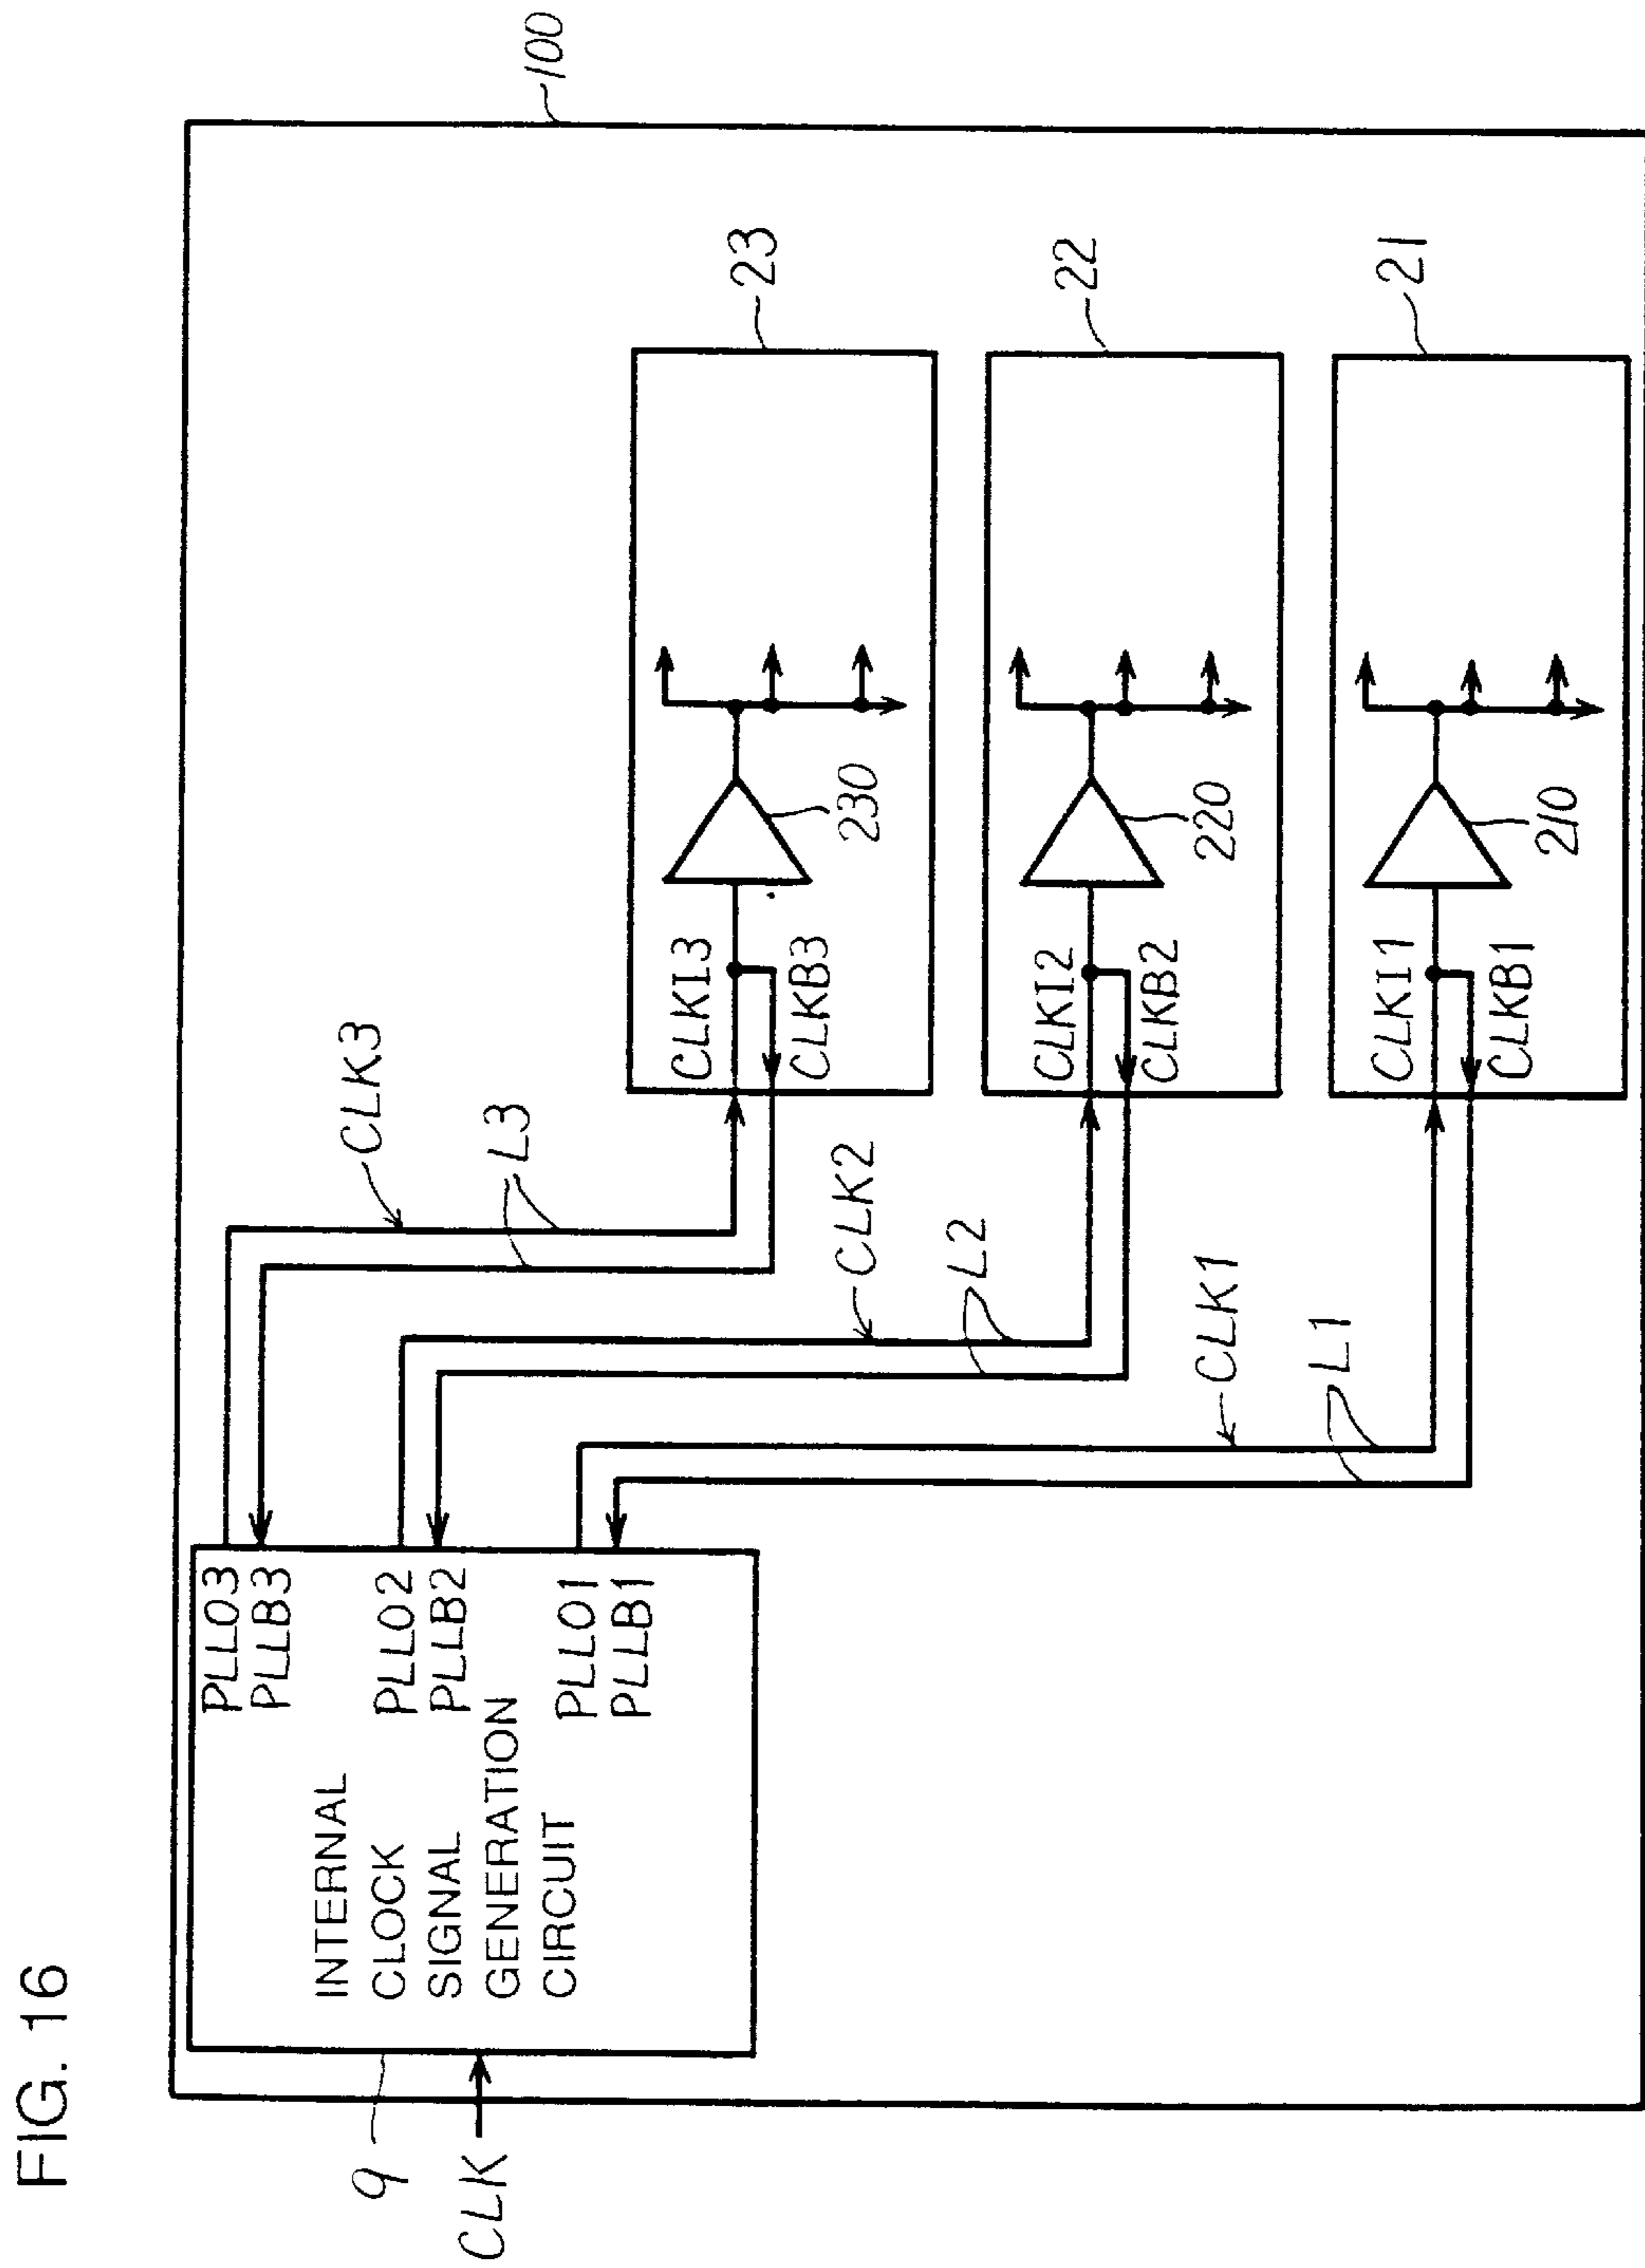 FIG. 16
100
9
CLK
INTERNAL
CLOCK
SIGNAL
GENERATION
CIRCUIT
PLLO3
PLLB3
PLLO2
PLLB2
PLLO1
PLLB1
CLK3
L3
CLK2
L2
CLK1
L1
23
CLKI3
CLKB3
230
22
CLKI2
CLKB2
220
21
CLKI1
CLKB1
210